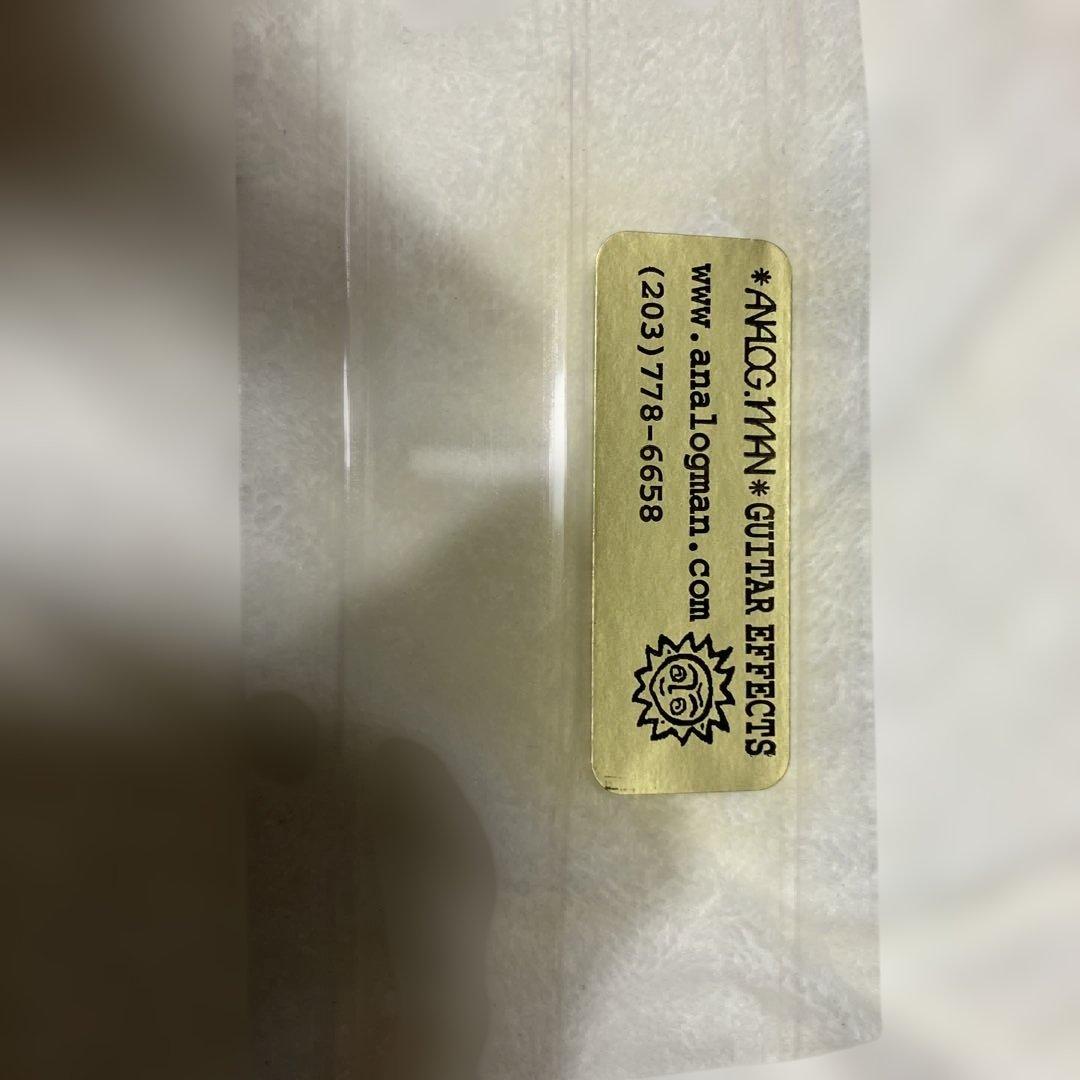 *ANALOG.MAN* GUITAR EFFECTS
www.analogman.com
(203)778-6658